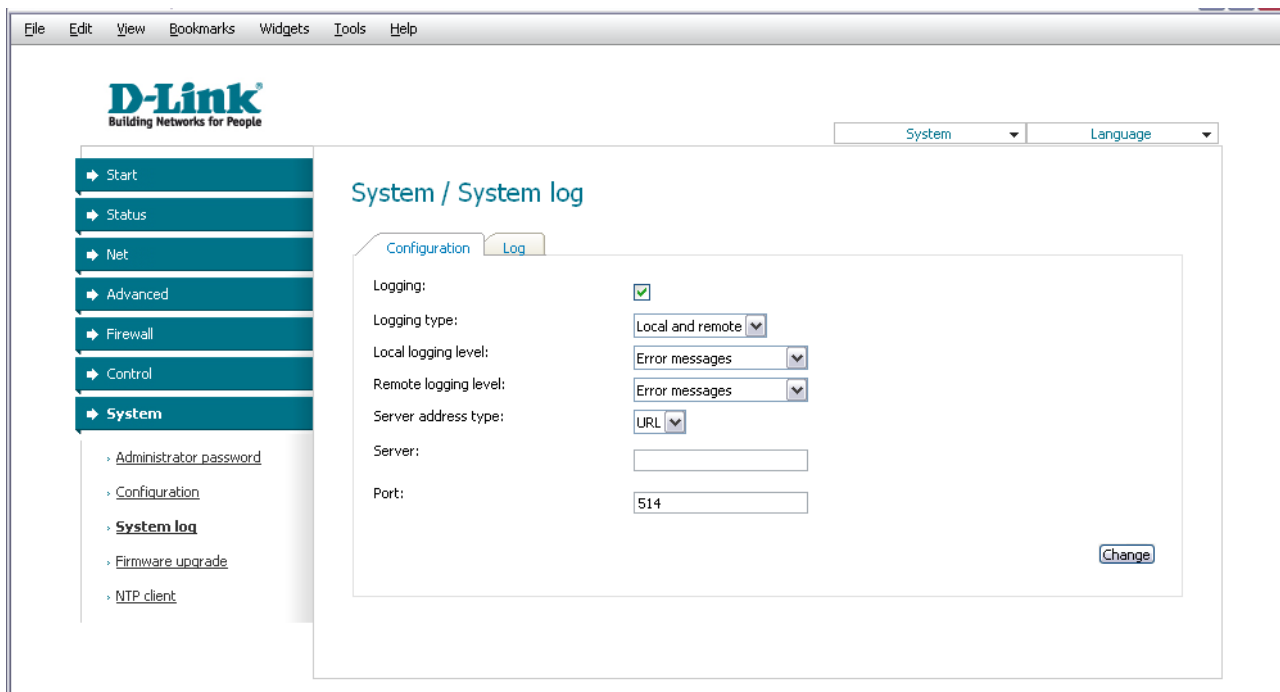 File Edit View Bookmarks Widgets Tools Help
D-Link®
Building Networks for People
System Language
Start
Status
Net
Advanced
Firewall
Control
System
Administrator password
Configuration
System log
Firmware upgrade
NTP client
System / System log
Configuration Log
Logging:
Logging type: Local and remote
Local logging level: Error messages
Remote logging level: Error messages
Server address type: URL
Server:
Port: 514
Change